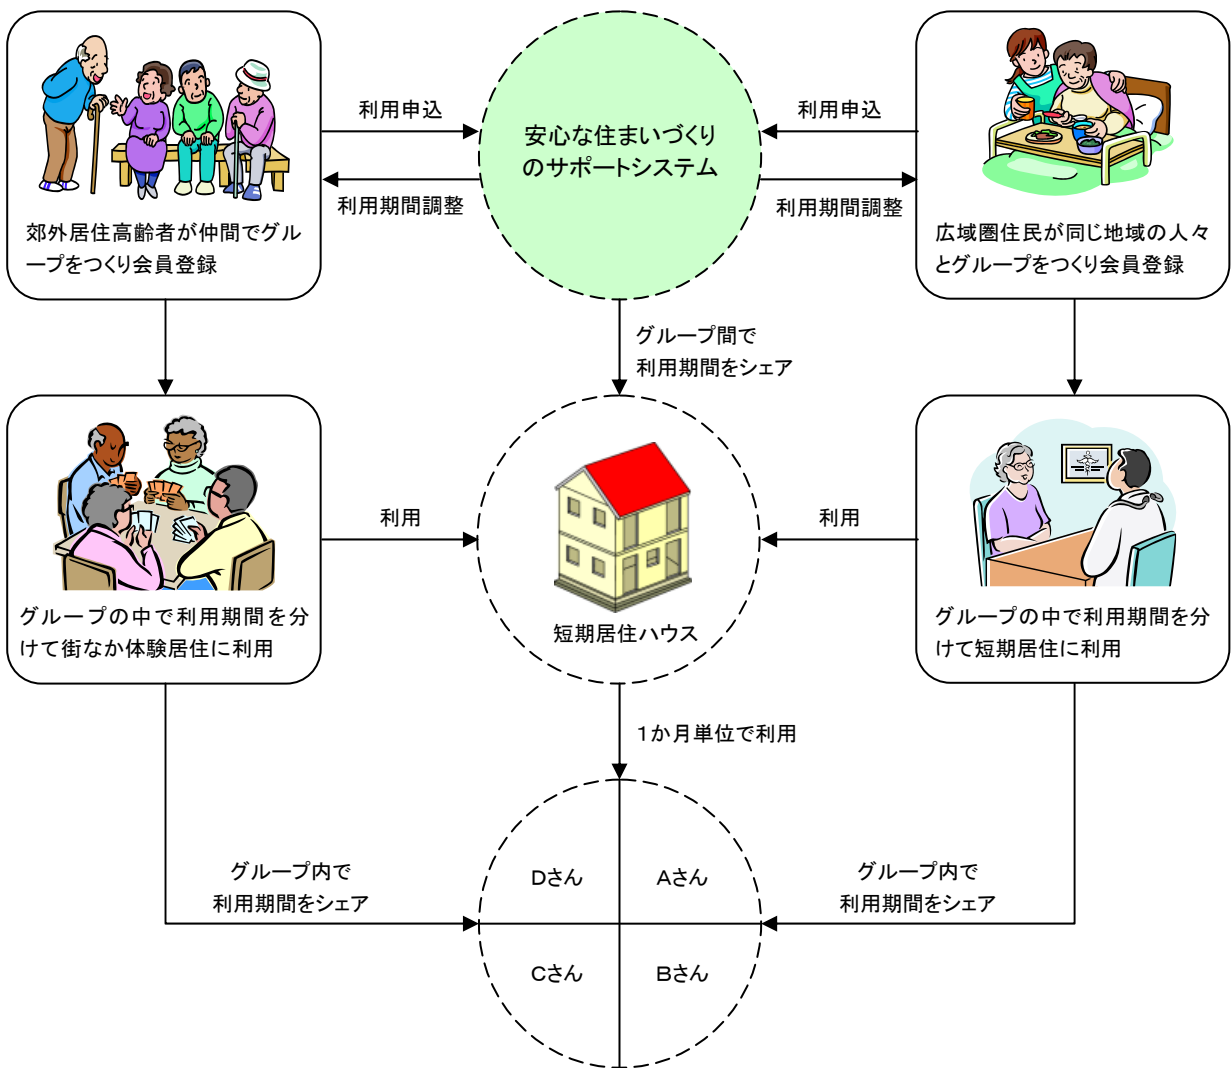 利用申込
安心な住まいづくり
のサポートシステム
利用申込
利用期間調整
利用期間調整
郊外居住高齢者が仲間でグル
ープをつくり会員登録
広域圏住民が同じ地域の人々
とグループをつくり会員登録
グループ間で
利用期間をシェア
利用
利用
短期居住ハウス
グループの中で利用期間を分
けて街なか体験居住に利用
グループの中で利用期間を分
けて短期居住に利用
1か月単位で利用
グループ内で
利用期間をシェア
Dさん
Aさん
グループ内で
利用期間をシェア
Cさん
Bさん